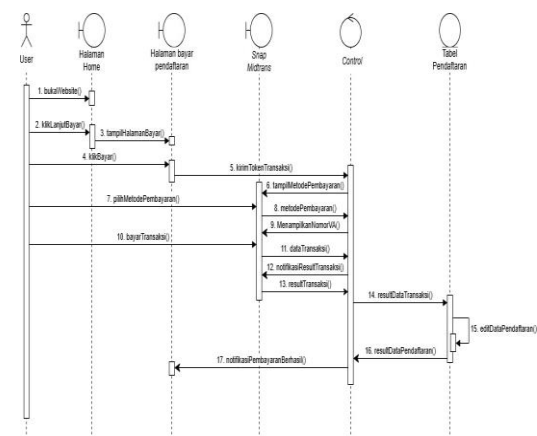 User
Halaman
Home
Halaman bayar
pendaftaran
Snap
Midtrans
Control
Tabel
Pendaftaran
1. bukaWebsite()
2. klikLanjutBayar()
3. tampilHalamanBayar()
4. klikBayar()
5. kirimTokenTransaksi()
6. tampilMetodePembayaran()
7. pilihMetodePembayaran()
8. metodePembayaran()
9. MenampilkanNomorVA()
10. bayarTransaksi()
11. dataTransaksi()
12. notifikasiResultTransaksi()
13. resultTransaksi()
14. resultDataTransaksi()
15. editDataPendaftaran()
16. resultDataPendaftaran()
17. notifikasiPembayaranBerhasil()